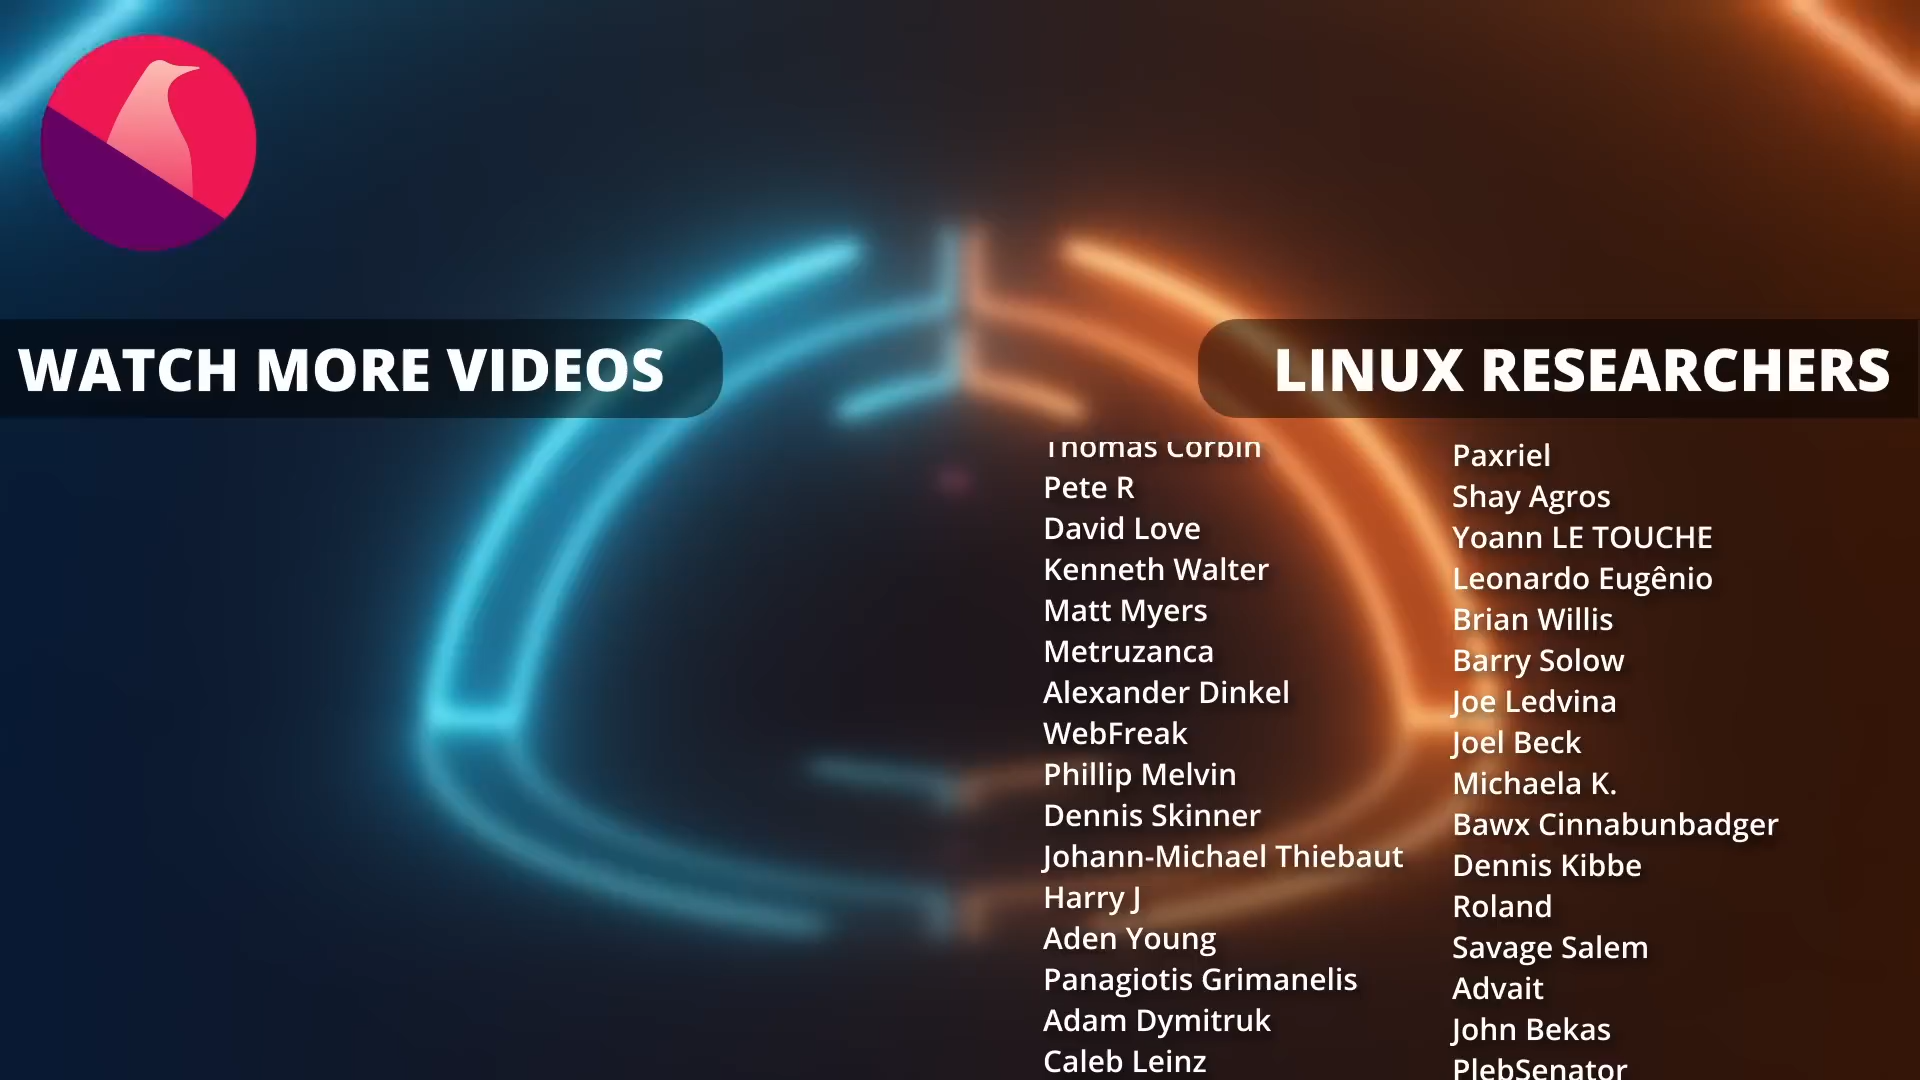 WATCH MORE VIDEOS
LINUX RESEARCHERS
Thomas Corbin
Pete R
David Love
Kenneth Walter
Matt Myers
Metruzanca
Alexander Dinkel
WebFreak
Phillip Melvin
Dennis Skinner
Johann-Michael Thiebaut
Harry J
Aden Young
Panagiotis Grimanelis
Adam Dymitruk
Caleb Leinz
Paxriel
Shay Agros
Yoann LE TOUCHE
Leonardo Eugênio
Brian Willis
Barry Solow
Joe Ledvina
Joel Beck
Michaela K.
Bawx Cinnabunbadger
Dennis Kibbe
Roland
Savage Salem
Advait
John Bekas
PlebSenator